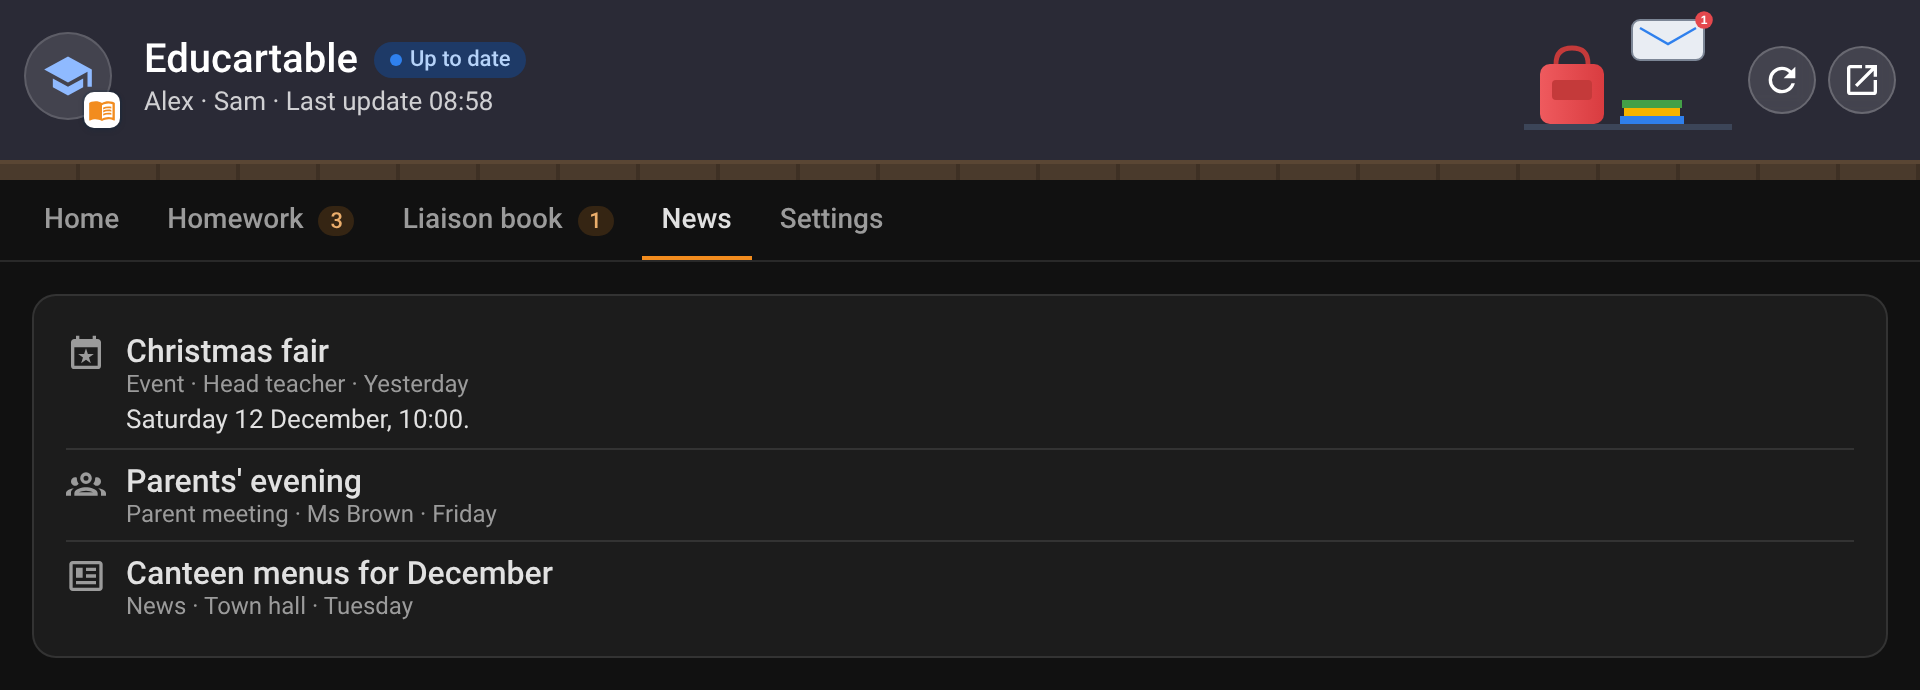 Educartable
Up to date
Alex · Sam · Last update 08:58
1
Home
Homework 3
Liaison book 1
News
Settings
Christmas fair
Event · Head teacher · Yesterday
Saturday 12 December, 10:00.
Parents' evening
Parent meeting · Ms Brown · Friday
Canteen menus for December
News · Town hall · Tuesday